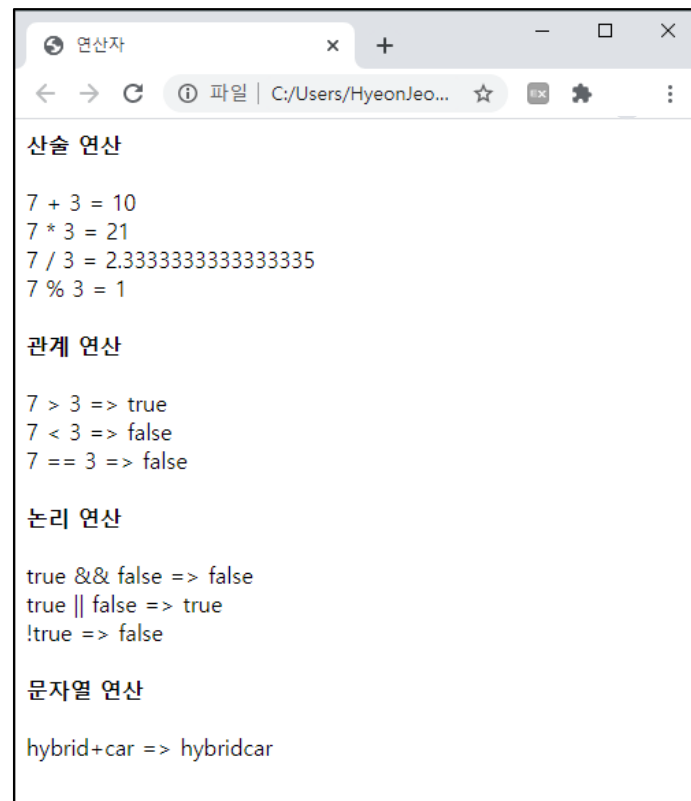 연산자
파일 | C:/Users/HyeonJeo...
EX
산술 연산
7 + 3 = 10
7 * 3 = 21
7 / 3 = 2.3333333333333335
7 % 3 = 1
관계 연산
7 > 3 => true
7 < 3 => false
7 == 3 => false
논리 연산
true && false => false
true || false => true
!true => false
문자열 연산
hybrid+car => hybridcar